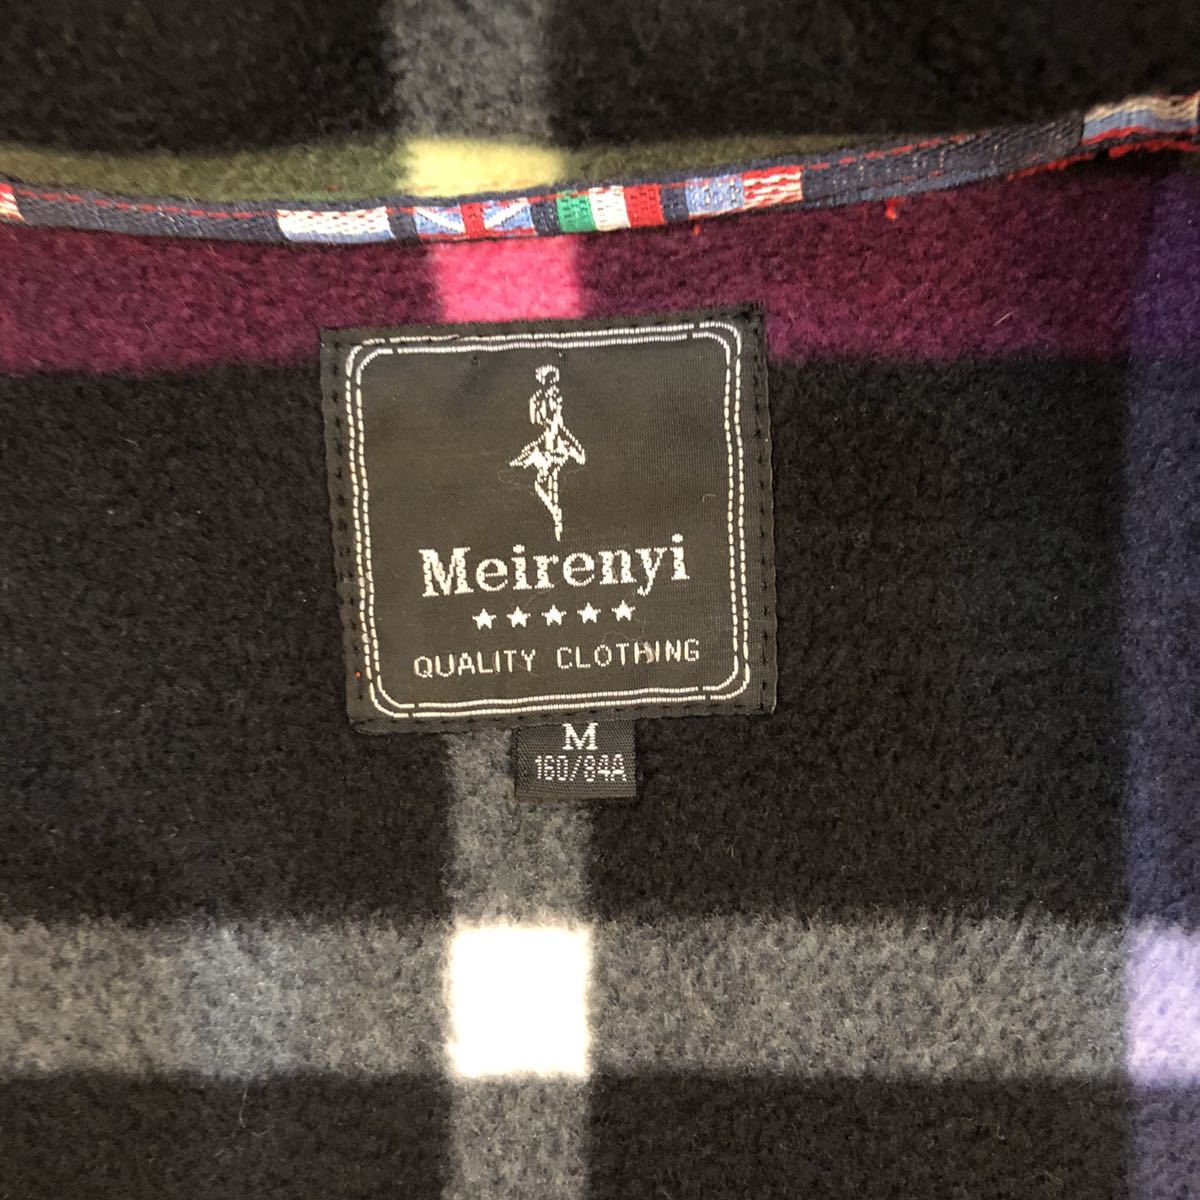 Meirenyi
QUALITY CLOTHING
M
160/84A